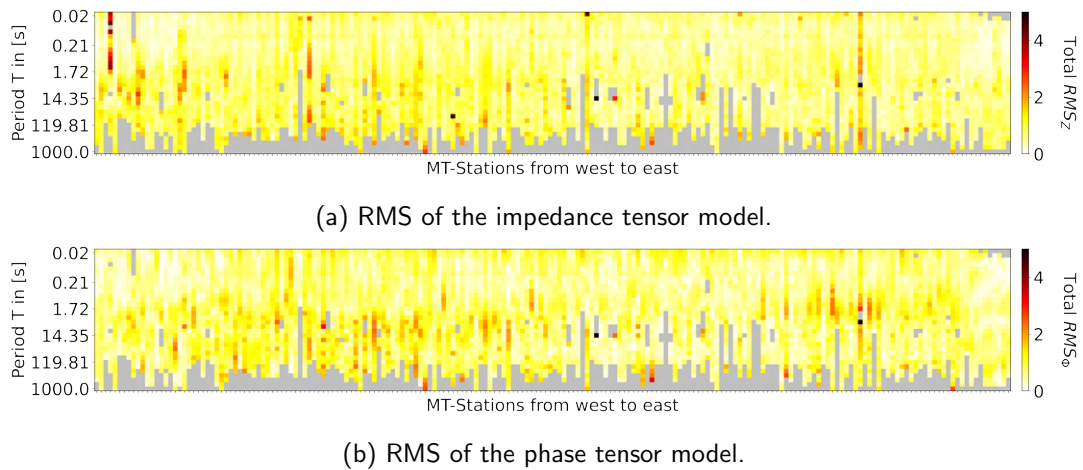 0.02
0.21
1.72
14.35
119.81
1000.0
Period T in [s]
MT-Stations from west to east
4
2
0
Total RMS_Z
(a) RMS of the impedance tensor model.
0.02
0.21
1.72
14.35
119.81
1000.0
Period T in [s]
MT-Stations from west to east
4
2
0
Total RMS_Φ
(b) RMS of the phase tensor model.